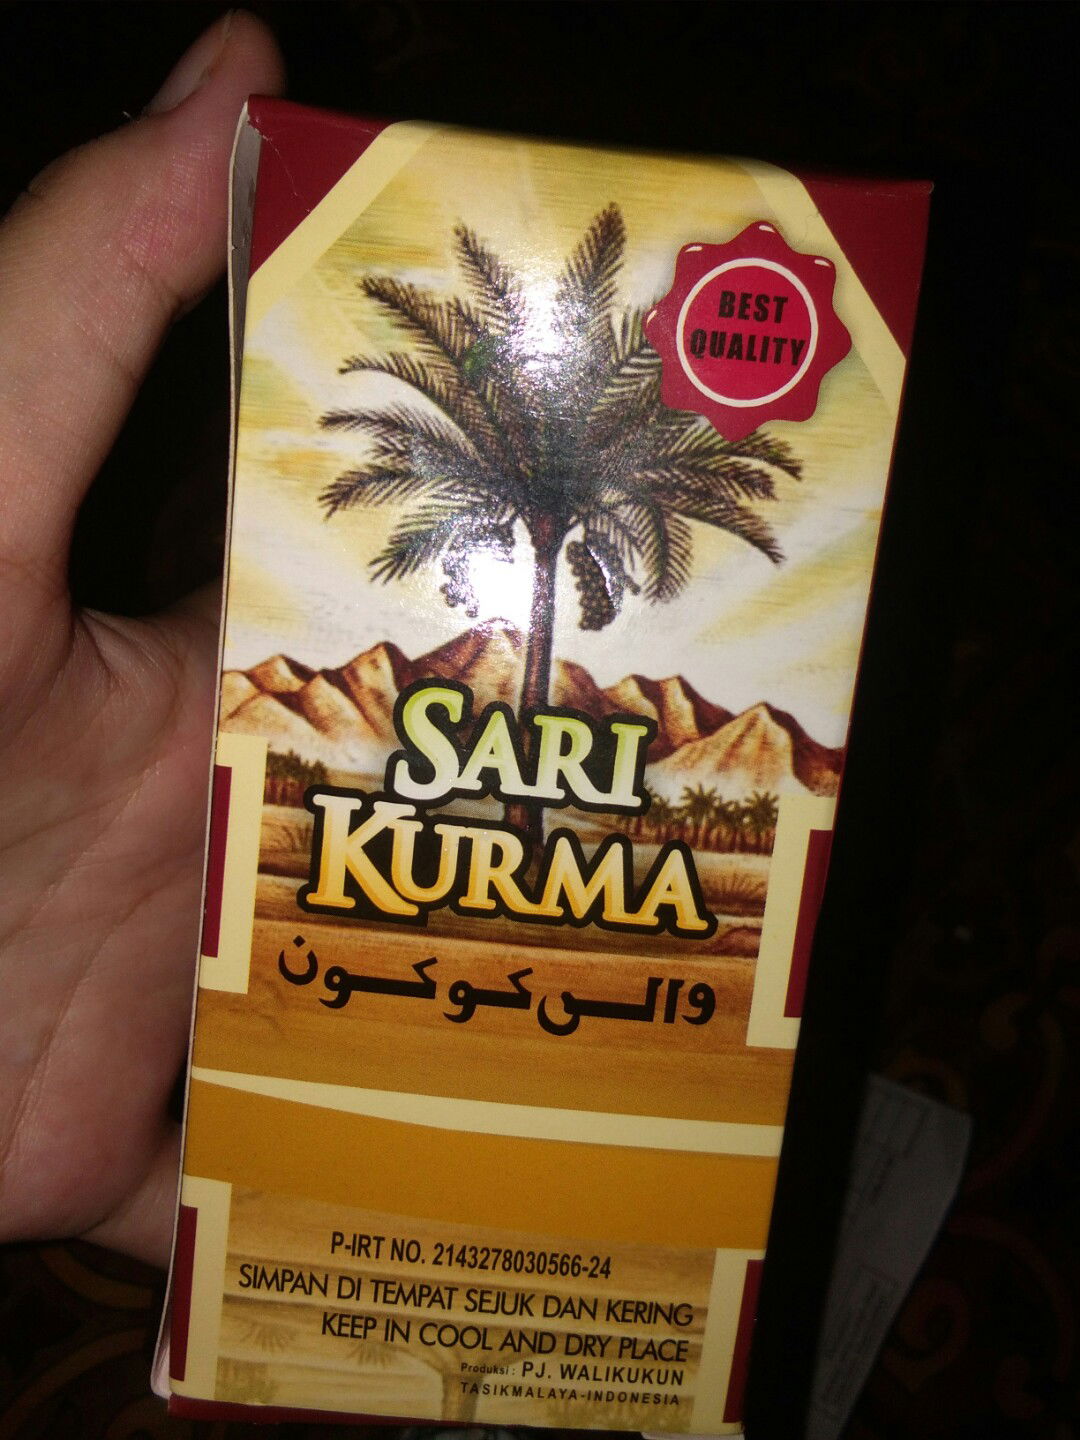 BEST
QUALITY
SARI
KURMA
والى كوكون
P-IRT NO. 2143278030566-24
SIMPAN DI TEMPAT SEJUK DAN KERING
KEEP IN COOL AND DRY PLACE
Produksi : PJ. WALIKUKUN
TASIKMALAYA-INDONESIA